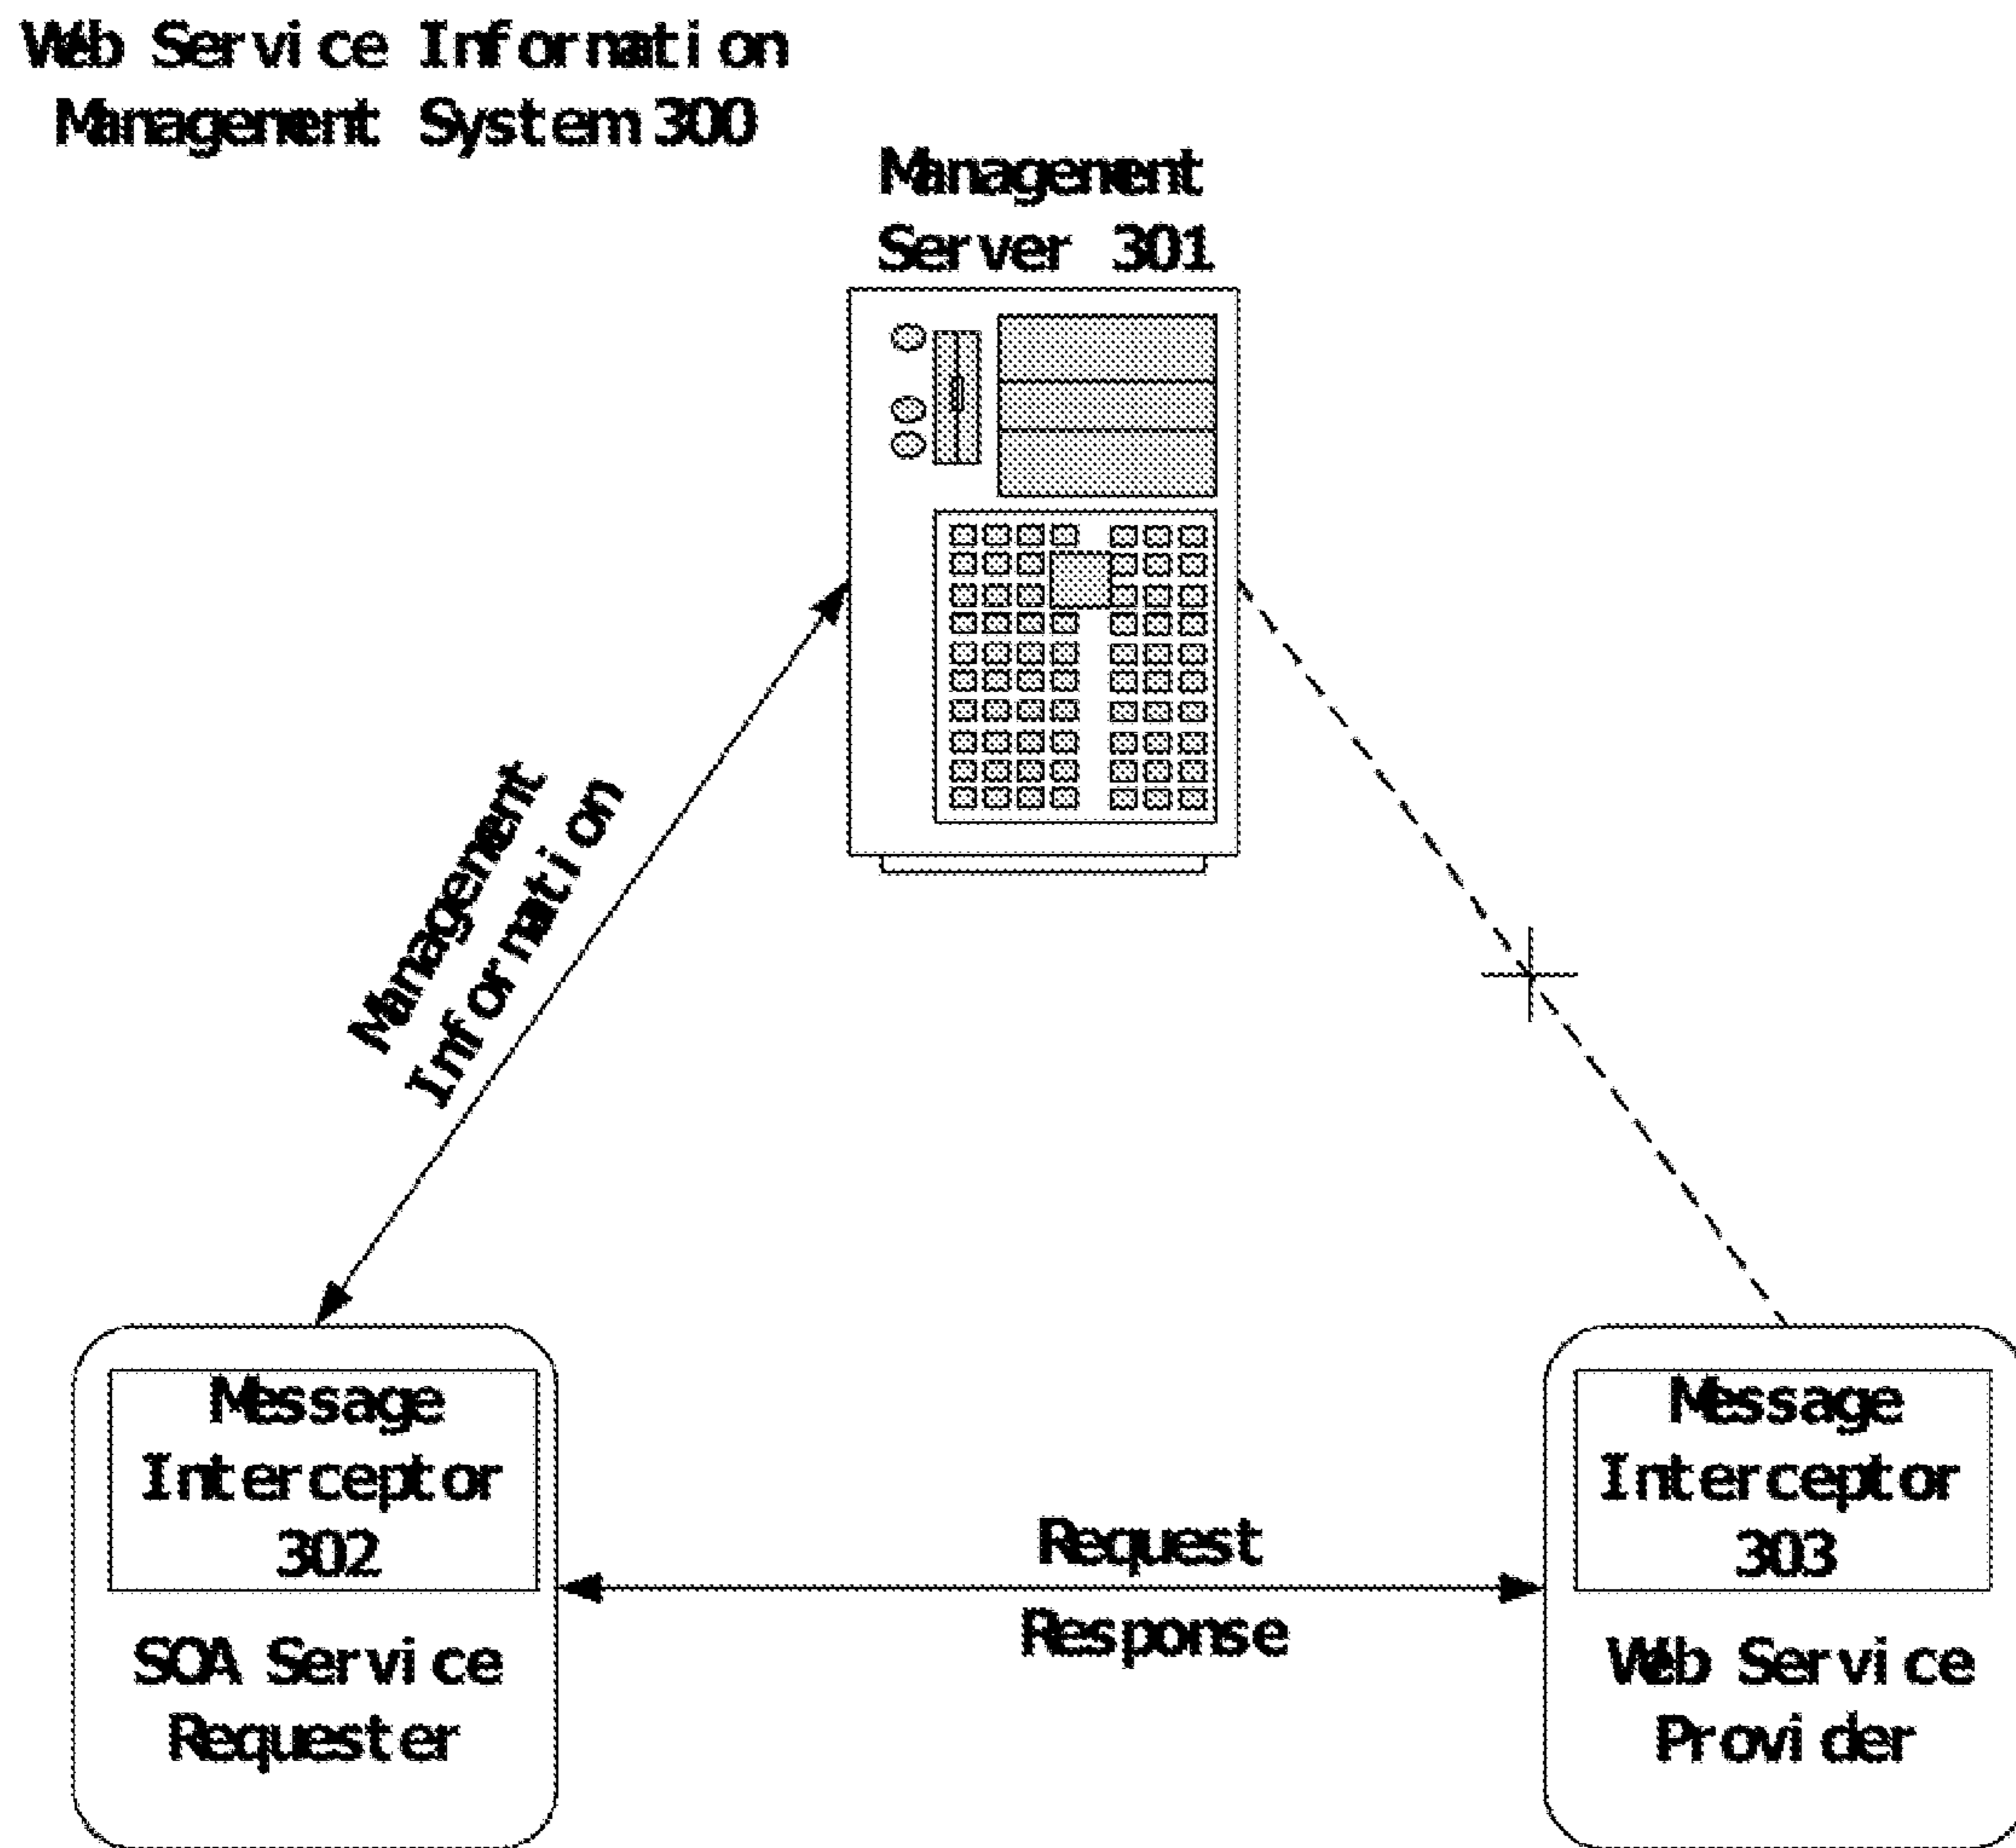 Web Service Information
Management System 300
Management
Server 301
Management
Information
Message
Interceptor
302
SOA Service
Requester
Request
Response
Message
Interceptor
303
Web Service
Provider